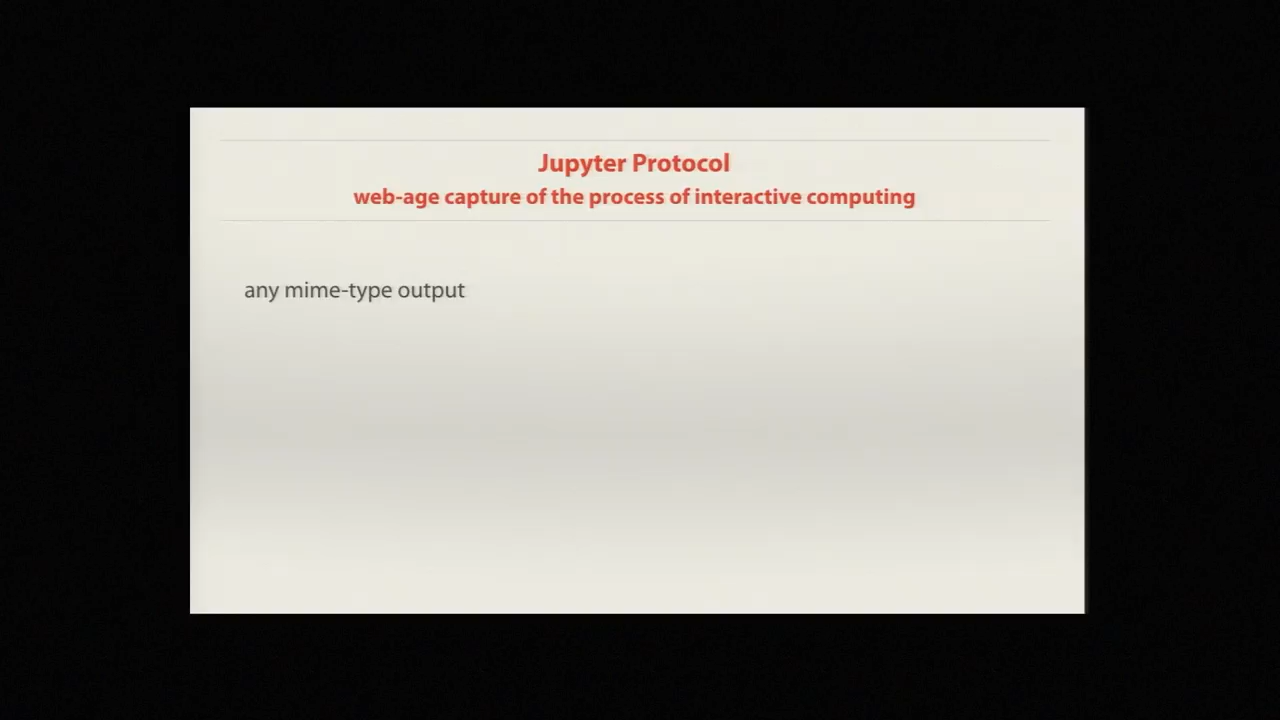 Jupyter Protocol
web-age capture of the process of interactive computing
any mime-type output